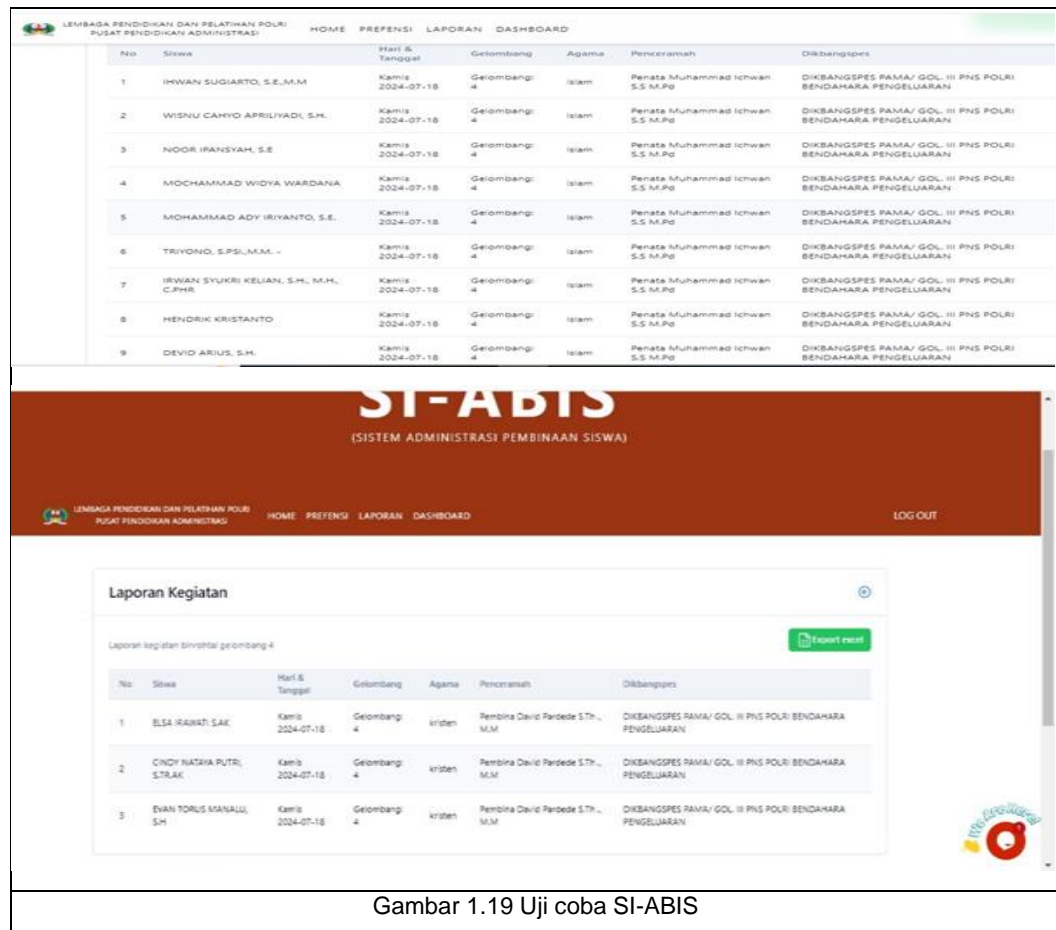 LEMBAGA PENDIDIKAN DAN PELATIHAN POLRI
PUSAT PENDIDIKAN ADMINISTRASI
HOME PREFENSI LAPORAN DASHBOARD
No Siswa Hari & Tanggal Gelombang Agama Penceramah Dikbangspes
1 IHWAN SUGIARTO, S.E.,M.M Kamis 2024-07-18 Gelombang: 4 Islam Penata Muhammad Ichwan S.S M.Pd DIKBANGSPES PAMA/ GOL. III PNS POLRI BENDAHARA PENGELUARAN
2 WISNU CAHYO APRILIYADI, S.H. Kamis 2024-07-18 Gelombang: 4 Islam Penata Muhammad Ichwan S.S M.Pd DIKBANGSPES PAMA/ GOL. III PNS POLRI BENDAHARA PENGELUARAN
3 NOOR IPANSYAH, S.E Kamis 2024-07-18 Gelombang: 4 Islam Penata Muhammad Ichwan S.S M.Pd DIKBANGSPES PAMA/ GOL. III PNS POLRI BENDAHARA PENGELUARAN
4 MOCHAMMAD WIDYA WARDANA Kamis 2024-07-18 Gelombang: 4 Islam Penata Muhammad Ichwan S.S M.Pd DIKBANGSPES PAMA/ GOL. III PNS POLRI BENDAHARA PENGELUARAN
5 MOHAMMAD ADY IRIYANTO, S.E. Kamis 2024-07-18 Gelombang: 4 Islam Penata Muhammad Ichwan S.S M.Pd DIKBANGSPES PAMA/ GOL. III PNS POLRI BENDAHARA PENGELUARAN
6 TRIYONO, S.PSI.,M.M. - Kamis 2024-07-18 Gelombang: 4 Islam Penata Muhammad Ichwan S.S M.Pd DIKBANGSPES PAMA/ GOL. III PNS POLRI BENDAHARA PENGELUARAN
7 IRWAN SYUKRI KELIAN, S.H., M.H., C.PHR Kamis 2024-07-18 Gelombang: 4 Islam Penata Muhammad Ichwan S.S M.Pd DIKBANGSPES PAMA/ GOL. III PNS POLRI BENDAHARA PENGELUARAN
8 HENDRIK KRISTANTO Kamis 2024-07-18 Gelombang: 4 Islam Penata Muhammad Ichwan S.S M.Pd DIKBANGSPES PAMA/ GOL. III PNS POLRI BENDAHARA PENGELUARAN
9 DEVID ARIUS, S.H. Kamis 2024-07-18 Gelombang: 4 Islam Penata Muhammad Ichwan S.S M.Pd DIKBANGSPES PAMA/ GOL. III PNS POLRI BENDAHARA PENGELUARAN
SI-ABIS
(SISTEM ADMINISTRASI PEMBINAAN SISWA)
LEMBAGA PENDIDIKAN DAN PELATIHAN POLRI
PUSAT PENDIDIKAN ADMINISTRASI
HOME PREFENSI LAPORAN DASHBOARD LOG OUT
Laporan Kegiatan
Laporan kegiatan binrohtal gelombang 4 Export excel
No Siswa Hari & Tanggal Gelombang Agama Penceramah Dikbangspes
1 ELSA IRAWATI S.AK. Kamis 2024-07-18 Gelombang: 4 kristen Pembina David Pardede S.Th., M.M DIKBANGSPES PAMA/ GOL. III PNS POLRI BENDAHARA PENGELUARAN
2 CINDY NATAYA PUTRI, S.TR.AK Kamis 2024-07-18 Gelombang: 4 kristen Pembina David Pardede S.Th., M.M DIKBANGSPES PAMA/ GOL. III PNS POLRI BENDAHARA PENGELUARAN
3 EVAN TORUS MANALU, S.H Kamis 2024-07-18 Gelombang: 4 kristen Pembina David Pardede S.Th., M.M DIKBANGSPES PAMA/ GOL. III PNS POLRI BENDAHARA PENGELUARAN
We Are Here!
Gambar 1.19 Uji coba SI-ABIS